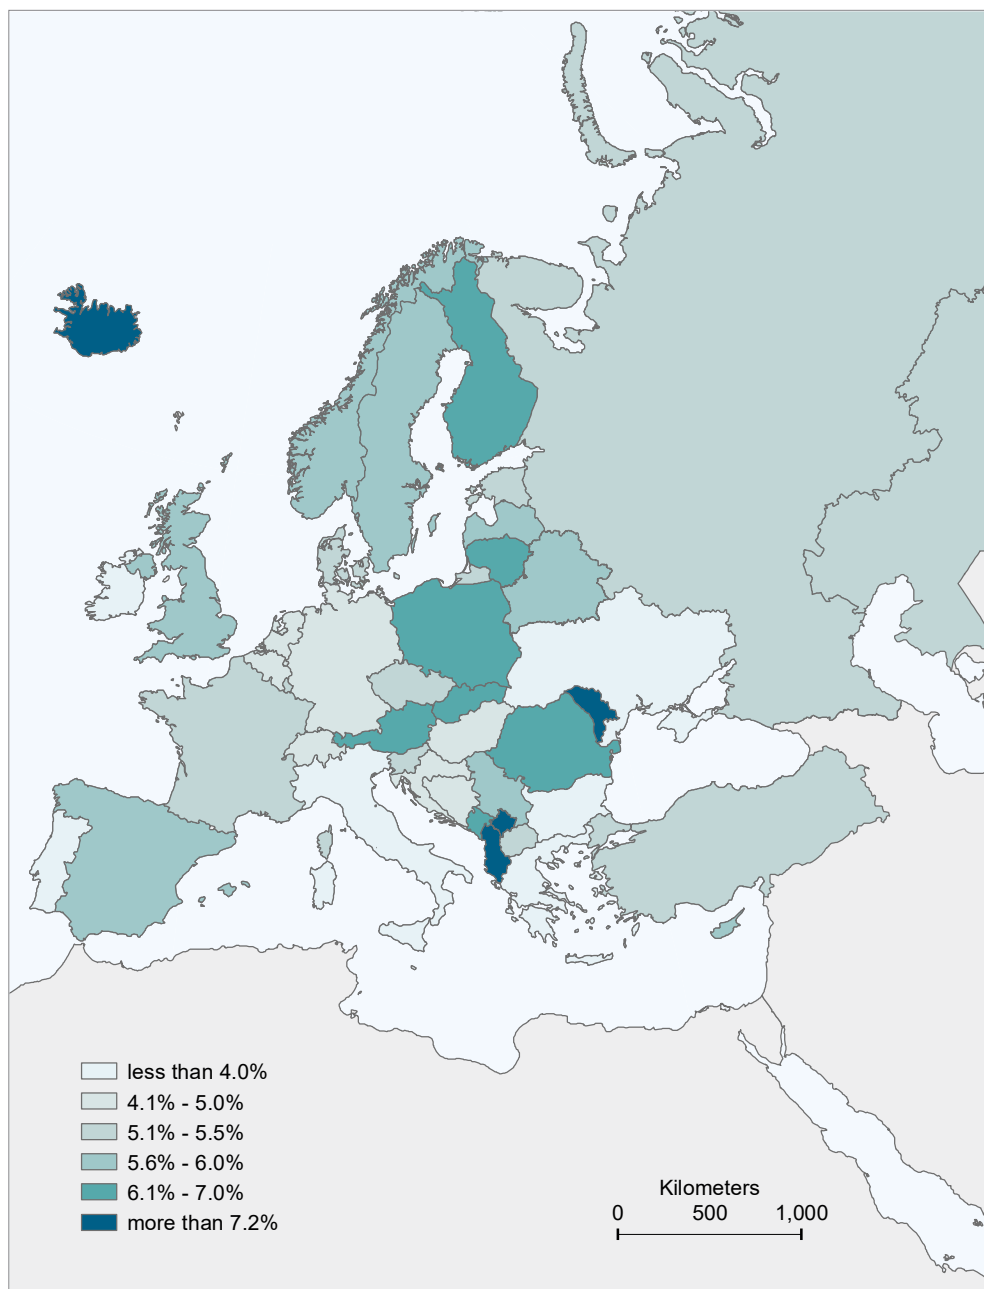 less than 4.0%
4.1% - 5.0%
5.1% - 5.5%
5.6% - 6.0%
6.1% - 7.0%
more than 7.2%
Kilometers
0 500 1,000